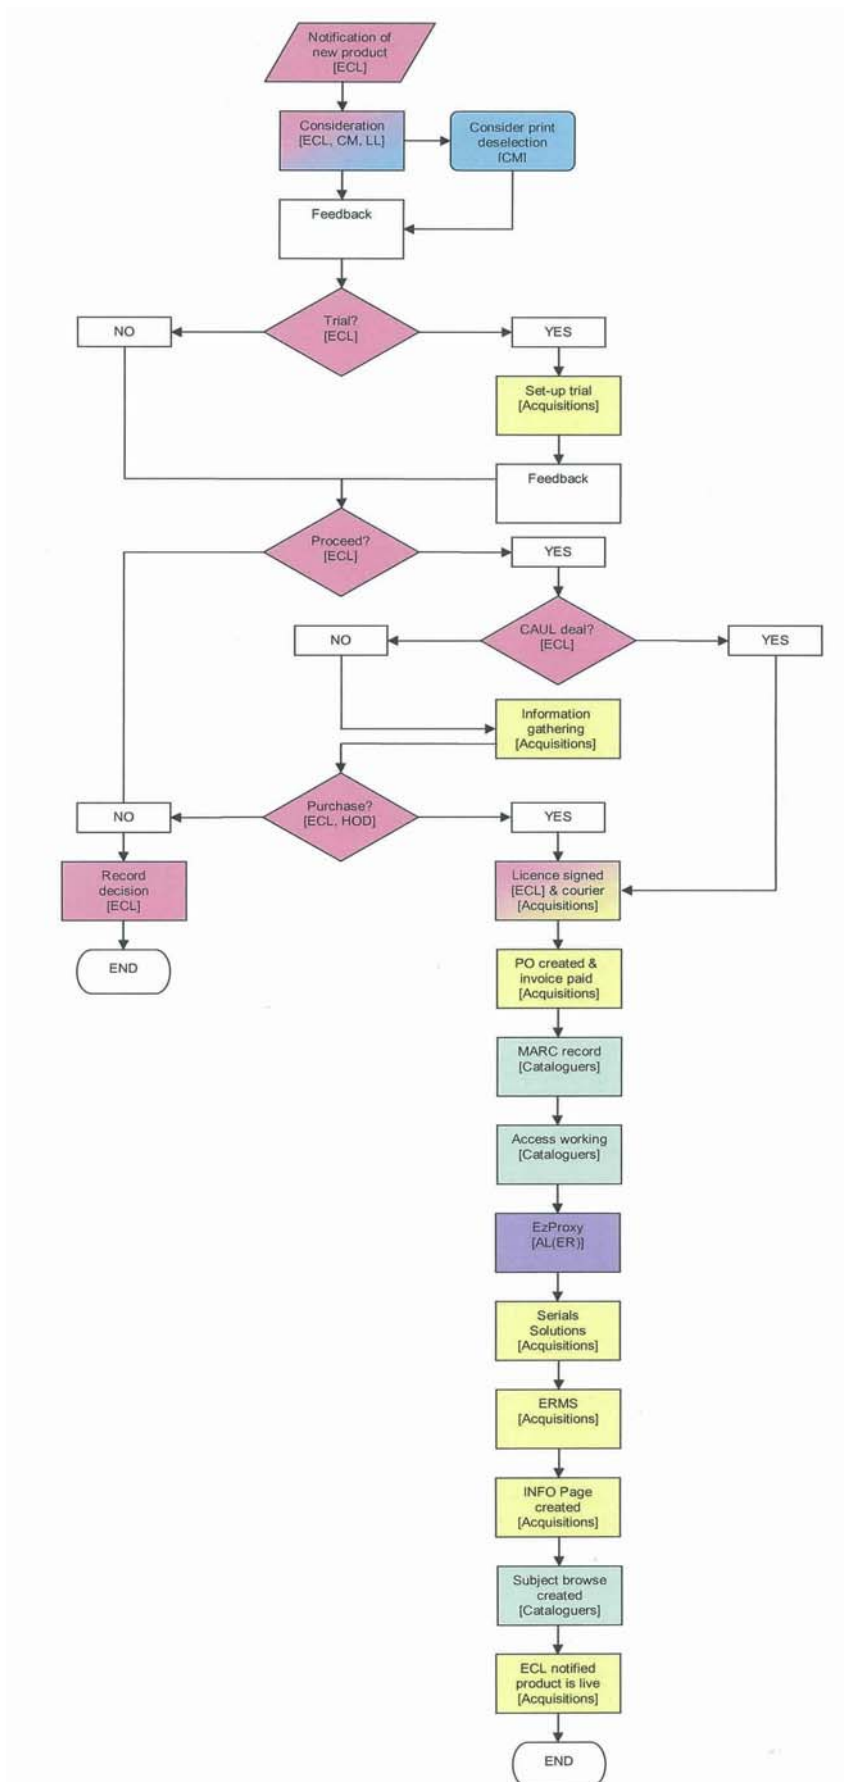 Notification of
new product
[ECL]
Consideration
[ECL, CM, LL]
Consider print
deselection
[CM]
Feedback
Trial?
[ECL]
NO
YES
Set-up trial
[Acquisitions]
Feedback
Proceed?
[ECL]
YES
CAUL deal?
[ECL]
NO
YES
Information
gathering
[Acquisitions]
Purchase?
[ECL, HOD]
NO
YES
Record
decision
[ECL]
Licence signed
[ECL] & courier
[Acquisitions]
END
PO created &
invoice paid
[Acquisitions]
MARC record
[Cataloguers]
Access working
[Cataloguers]
EzProxy
[AL(ER)]
Serials
Solutions
[Acquisitions]
ERMS
[Acquisitions]
INFO Page
created
[Acquisitions]
Subject browse
created
[Cataloguers]
ECL notified
product is live
[Acquisitions]
END